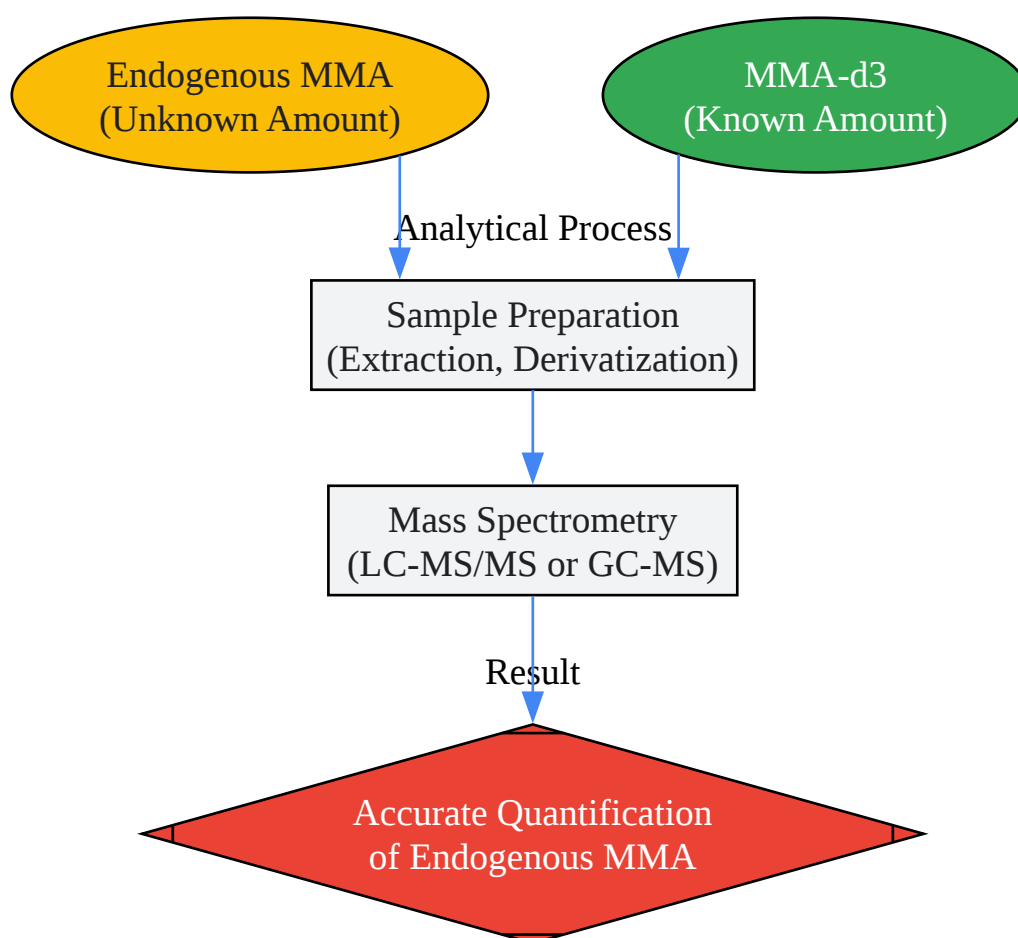 Endogenous MMA
(Unknown Amount)
MMA-d3
(Known Amount)
Analytical Process
Sample Preparation
(Extraction, Derivatization)
Mass Spectrometry
(LC-MS/MS or GC-MS)
Result
Accurate Quantification
of Endogenous MMA